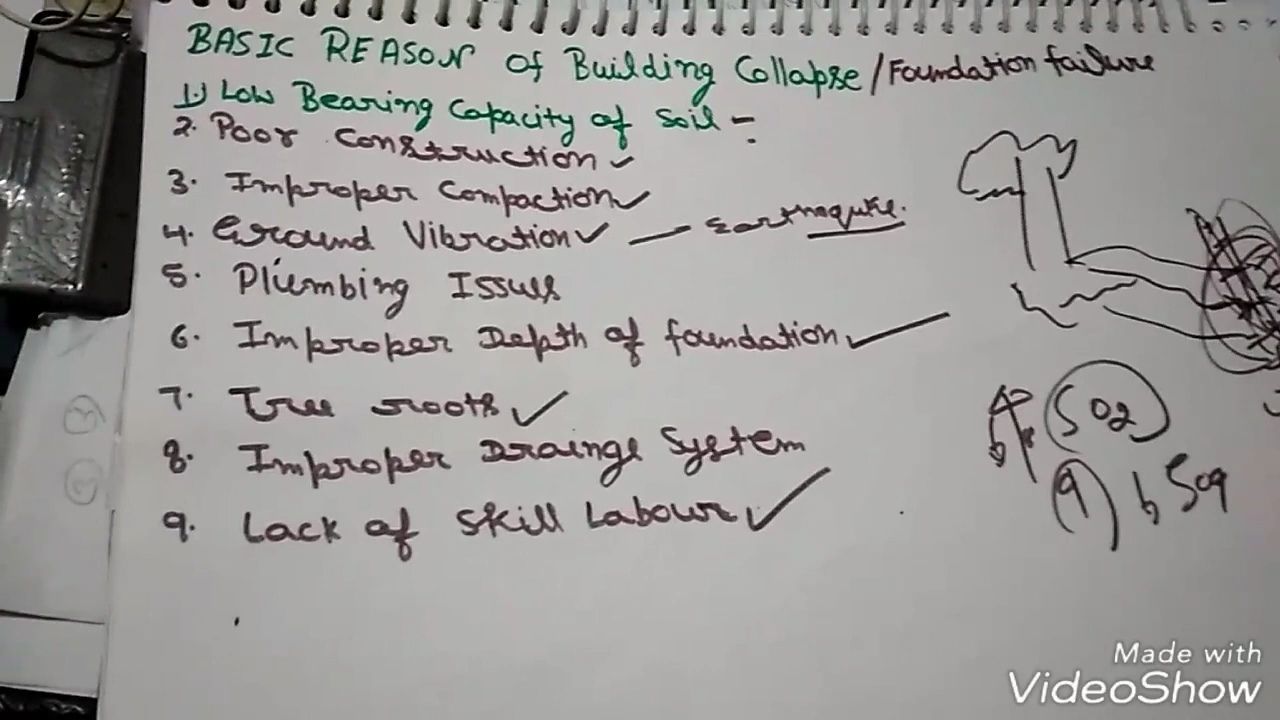 BASIC REASON of Building Collapse/Foundation failure
1.) Low Bearing Capacity of Soil -
2. Poor Construction
3. Improper Compaction
4. Ground Vibration — Earthquke.
5. Plumbing Issues
6. Improper Depth of foundation
7. Tree roots
8. Improper Drainge System
9. Lack of Skill Labour
SO2
Made with
VideoShow